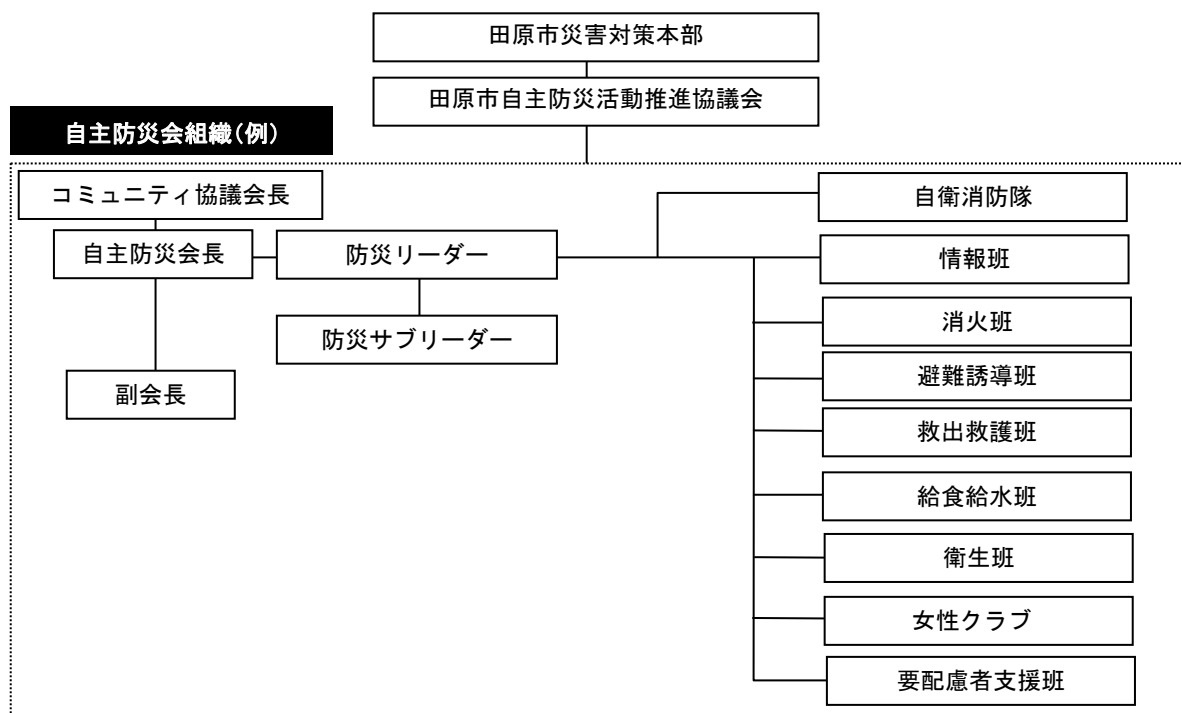 田原市災害対策本部
田原市自主防災活動推進協議会
自主防災会組織(例)
コミュニティ協議会長
自主防災会長
防災リーダー
防災サブリーダー
副会長
自衛消防隊
情報班
消火班
避難誘導班
救出救護班
給食給水班
衛生班
女性クラブ
要配慮者支援班